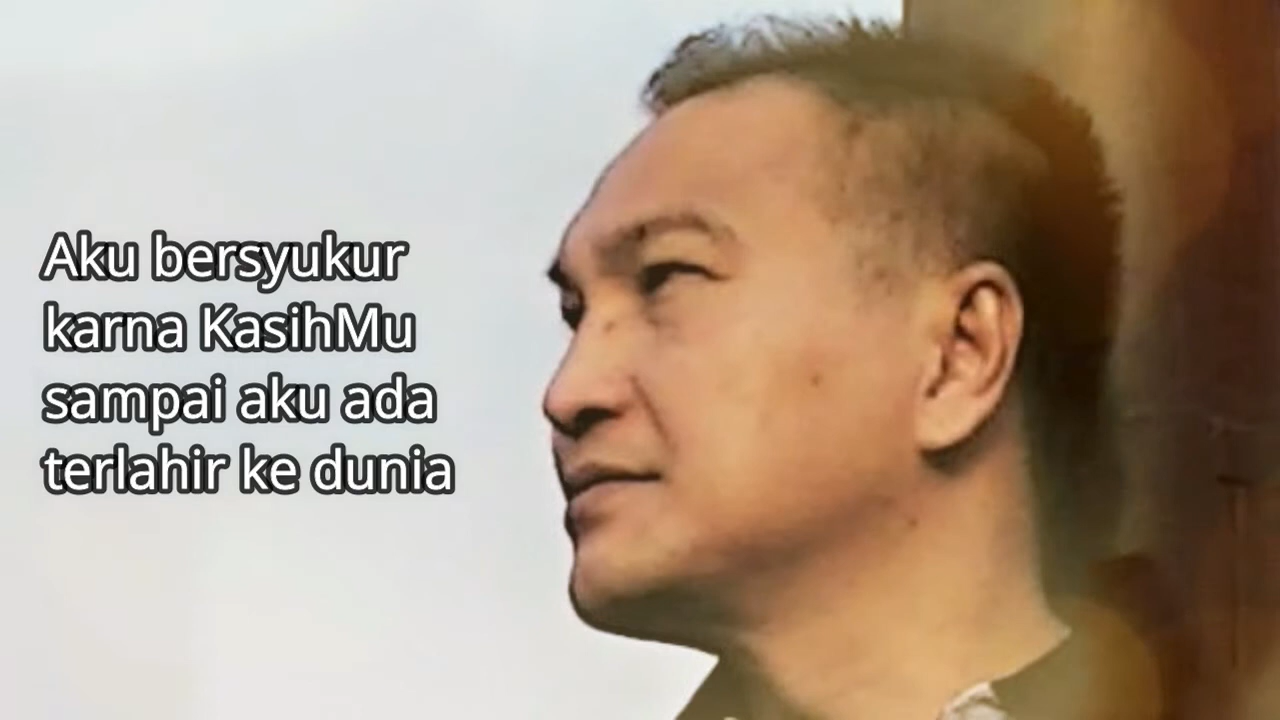 Aku bersyukur
karna KasihMu
sampai aku ada
terlahir ke dunia